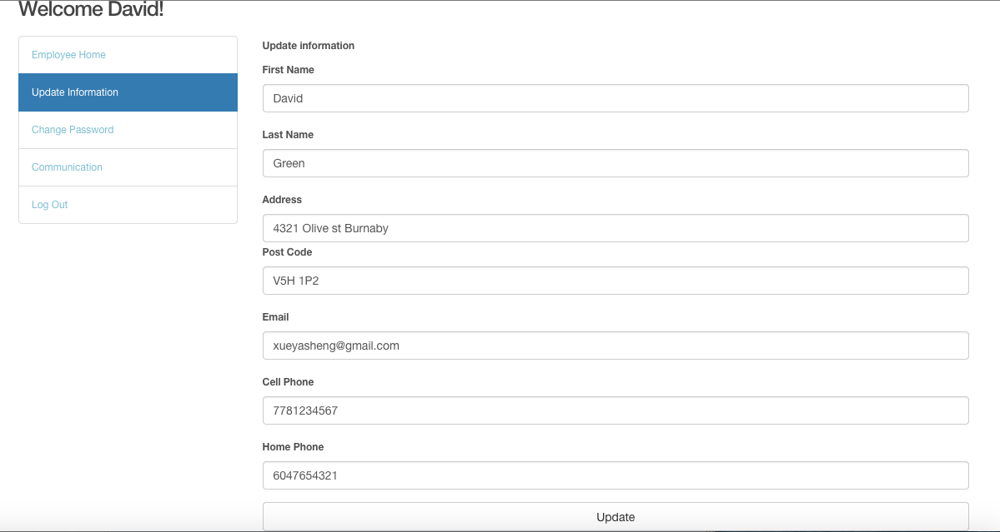 Welcome David!
Employee Home
Update Information
Change Password
Communication
Log Out
Update information
First Name
David
Last Name
Green
Address
4321 Olive st Burnaby
Post Code
V5H 1P2
Email
xueyasheng@gmail.com
Cell Phone
7781234567
Home Phone
6047654321
Update